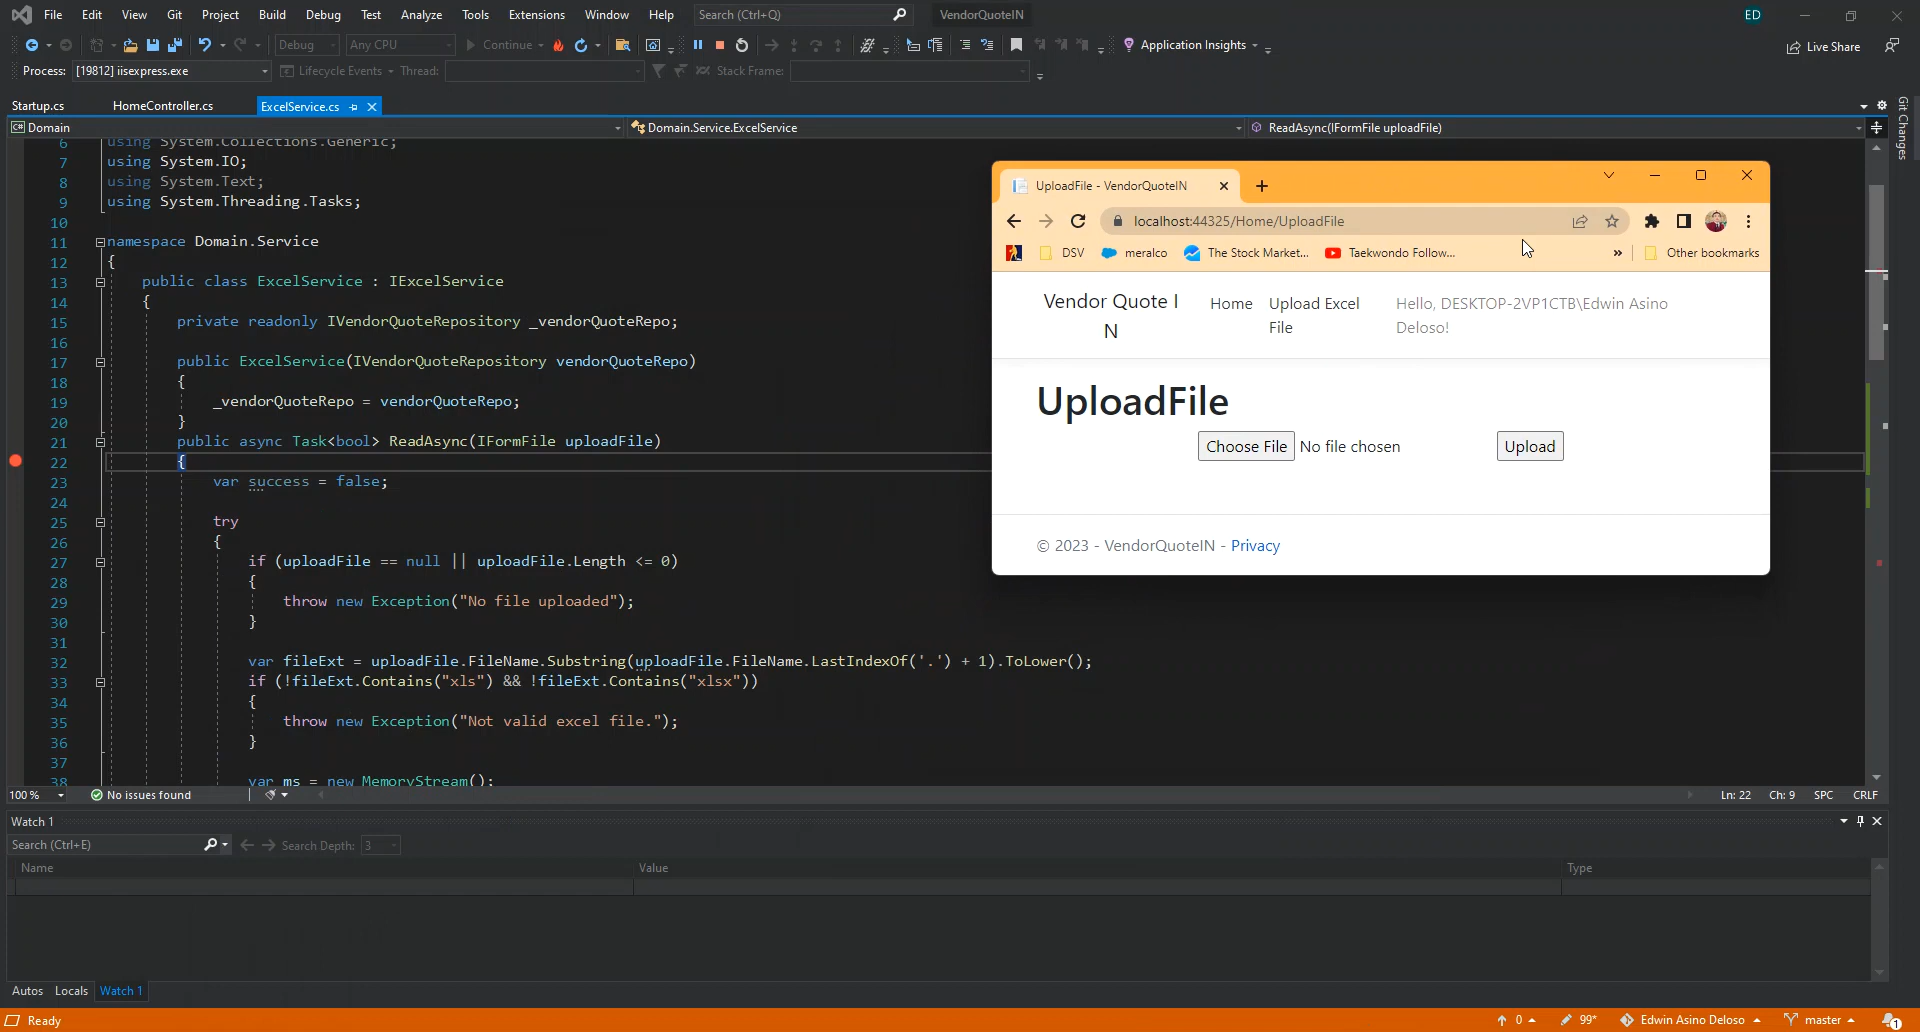 File Edit View Git Project Build Debug Test Analyze Tools Extensions Window Help Search (Ctrl+Q) VendorQuoteIN ED
Debug Any CPU Continue Application Insights Live Share
Process: [19812] iisexpress.exe Lifecycle Events Thread: Stack Frame:
Startup.cs HomeController.cs ExcelService.cs
Git Changes
C# Domain Domain.Service.ExcelService ReadAsync(IFormFile uploadFile)
6 using System.Collections.Generic;
7 using System.IO;
8 using System.Text;
9 using System.Threading.Tasks;
10
11 namespace Domain.Service
12 {
13 public class ExcelService : IExcelService
14 {
15 private readonly IVendorQuoteRepository _vendorQuoteRepo;
16
17 public ExcelService(IVendorQuoteRepository vendorQuoteRepo)
18 {
19 _vendorQuoteRepo = vendorQuoteRepo;
20 }
21 public async Task<bool> ReadAsync(IFormFile uploadFile)
22 {
23 var success = false;
24
25 try
26 {
27 if (uploadFile == null || uploadFile.Length <= 0)
28 {
29 throw new Exception("No file uploaded");
30 }
31
32 var fileExt = uploadFile.FileName.Substring(uploadFile.FileName.LastIndexOf('.') + 1).ToLower();
33 if (!fileExt.Contains("xls") && !fileExt.Contains("xlsx"))
34 {
35 throw new Exception("Not valid excel file.");
36 }
37
38 var ms = new MemoryStream();
UploadFile - VendorQuoteIN
localhost:44325/Home/UploadFile
DSV meralco The Stock Market... Taekwondo Follow... » Other bookmarks
Vendor Quote I
N
Home Upload Excel
File
Hello, DESKTOP-2VP1CTB\Edwin Asino
Deloso!
UploadFile
Choose File No file chosen Upload
© 2023 - VendorQuoteIN - Privacy
100 % No issues found Ln: 22 Ch: 9 SPC CRLF
Watch 1
Search (Ctrl+E) Search Depth: 3
Name Value Type
Autos Locals Watch 1
Ready 0 99* Edwin Asino Deloso master 1